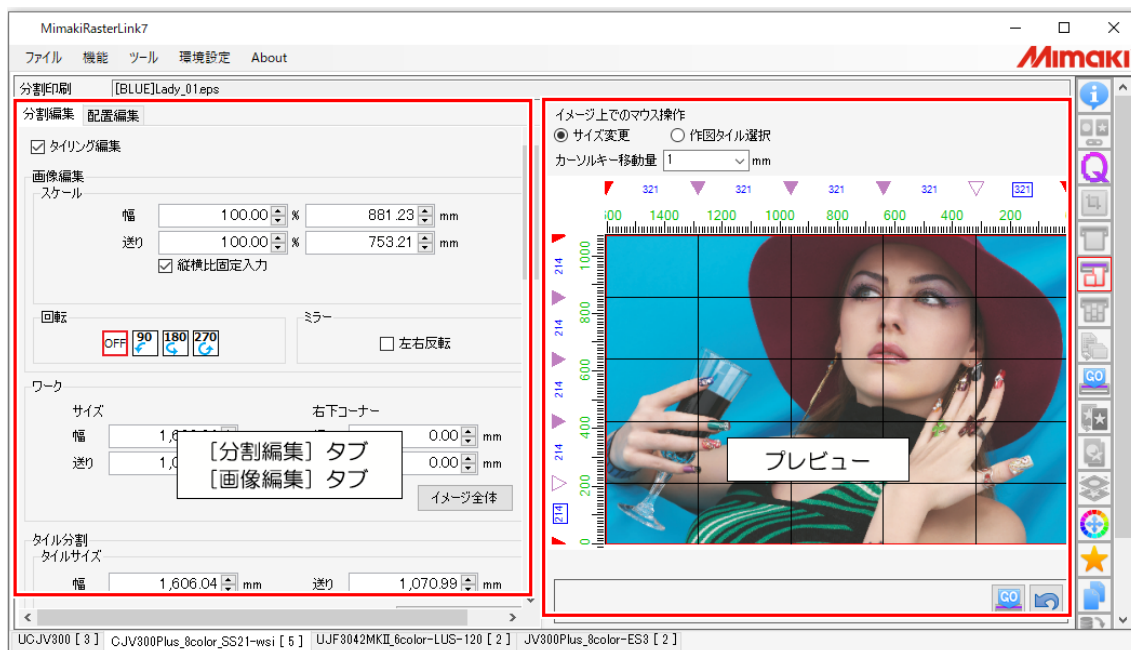 MimakiRasterLink7
ファイル 機能 ツール 環境設定 About
Mimaki
分割印刷 [BLUE]Lady_01.eps
分割編集 配置編集
タイリング編集
画像編集
スケール
幅 100.00 % 881.23 mm
送り 100.00 % 753.21 mm
縦横比固定入力
回転
OFF 90 180 270
ミラー
左右反転
ワーク
サイズ 右下コーナー
幅 0.00 mm
送り 0.00 mm
[分割編集] タブ
[画像編集] タブ
イメージ全体
タイル分割
タイルサイズ
幅 1,606.04 mm 送り 1,070.99 mm
イメージ上でのマウス操作
サイズ変更 作図タイル選択
カーソルキー移動量 1 mm
321 321 321 321 321
1400 1200 1000 800 600 400 200
1000 800 600 400 200 0
214 214 214 214 214
プレビュー
GO
Q
GO
UCJV300 [ 3 ] CJV300Plus_8color_SS21-wsi [ 5 ] UJF3042MKII_6color-LUS-120 [ 2 ] JV300Plus_8color-ES3 [ 2 ]